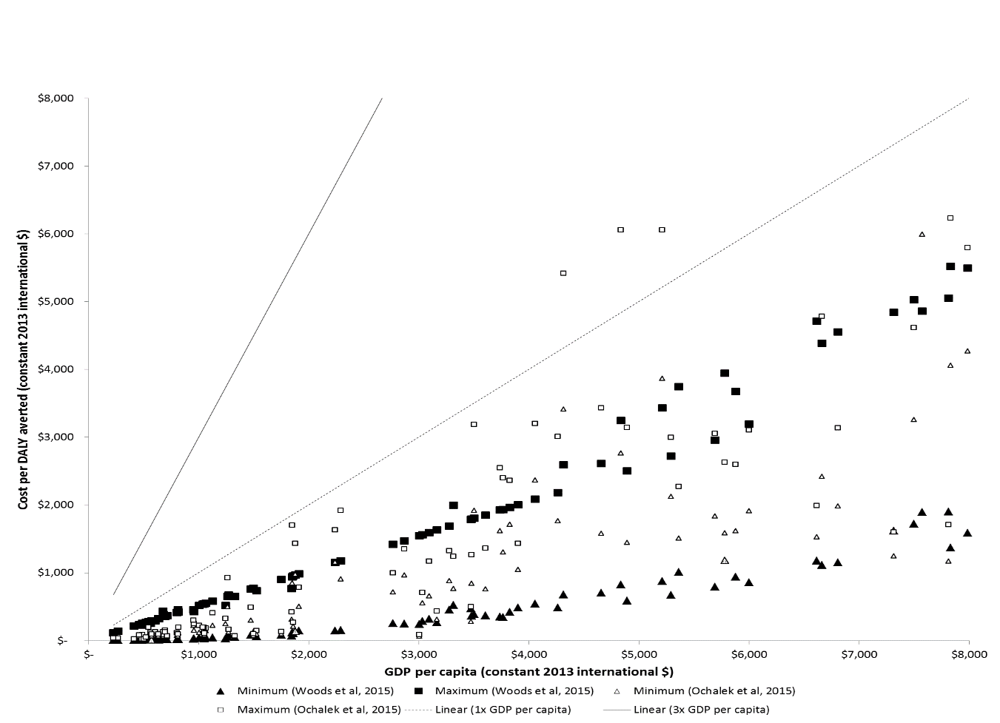 $8,000
$7,000
$6,000
$5,000
$4,000
$3,000
$2,000
$1,000
$-
Cost per DALY averted (constant 2013 international $)
$- $1,000 $2,000 $3,000 $4,000 $5,000 $6,000 $7,000 $8,000
GDP per capita (constant 2013 international $)
Minimum (Woods et al, 2015) Maximum (Woods et al, 2015) Minimum (Ochalek et al, 2015)
Maximum (Ochalek et al, 2015) Linear (1x GDP per capita) Linear (3x GDP per capita)